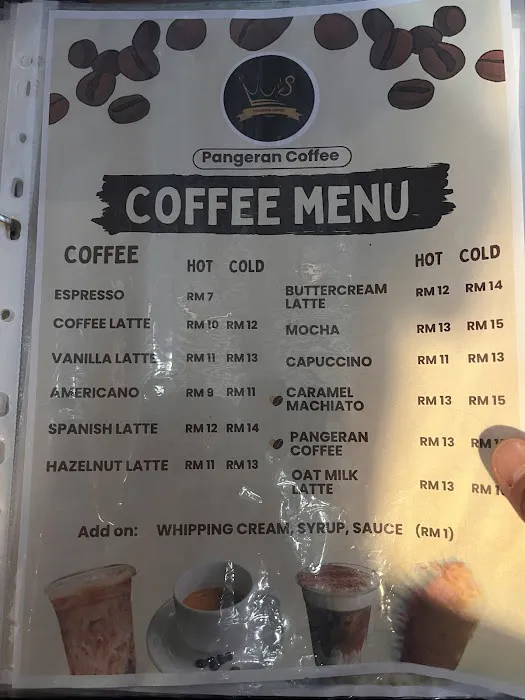 Pangeran Coffee
COFFEE MENU
COFFEE HOT COLD
ESPRESSO RM 7
COFFEE LATTE RM 10 RM 12
VANILLA LATTE RM 11 RM 13
AMERICANO RM 9 RM 11
SPANISH LATTE RM 12 RM 14
HAZELNUT LATTE RM 11 RM 13
HOT COLD
BUTTERCREAM RM 12 RM 14
LATTE
MOCHA RM 13 RM 15
CAPUCCINO RM 11 RM 13
CARAMEL RM 13 RM 15
MACHIATO
PANGERAN RM 13 RM
COFFEE
OAT MILK RM 13 RM
LATTE
Add on: WHIPPING CREAM, SYRUP, SAUCE (RM 1)